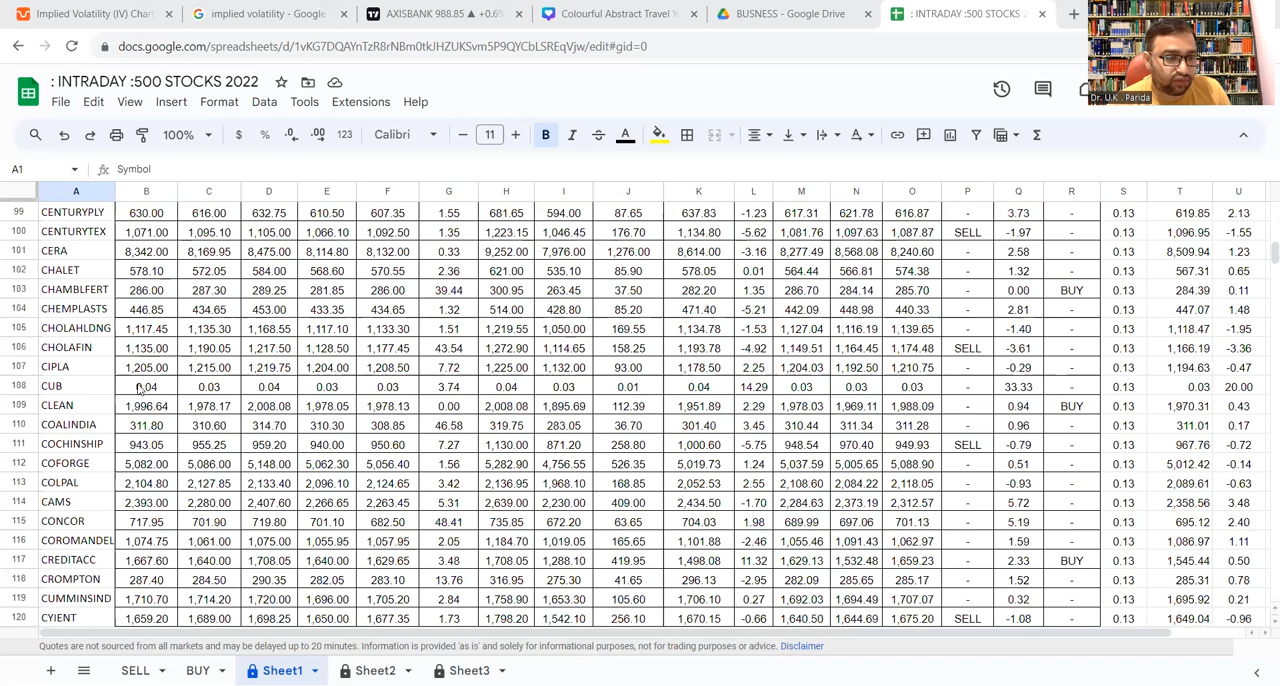 Implied Volatility (IV) Char
implied volatility - Google
AXISBANK 988.85 ▲ +0.6
Colourful Abstract Travel Y
BUSNESS - Google Drive
: INTRADAY :500 STOCKS 2
docs.google.com/spreadsheets/d/1vKG7DQAYnTzR8rNBm0tkJHZUKSvm5P9QYCbLSREqVjw/edit#gid=0
: INTRADAY :500 STOCKS 2022
File Edit View Insert Format Data Tools Extensions Help
Dr. U.K . Parida
100% $ % .0 .00 123 Calibri 11 B I S A
A1 fx Symbol
A B C D E F G H I J K L M N O P Q R S T U
99 CENTURYPLY 630.00 616.00 632.75 610.50 607.35 1.55 681.65 594.00 87.65 637.83 -1.23 617.31 621.78 616.87 - 3.73 - 0.13 619.85 2.13
100 CENTURYTEX 1,071.00 1,095.10 1,105.00 1,066.10 1,092.50 1.35 1,223.15 1,046.45 176.70 1,134.80 -5.62 1,081.76 1,097.63 1,087.87 SELL -1.97 - 0.13 1,096.95 -1.55
101 CERA 8,342.00 8,169.95 8,475.00 8,114.80 8,132.00 0.33 9,252.00 7,976.00 1,276.00 8,614.00 -3.16 8,277.49 8,568.08 8,240.60 - 2.58 - 0.13 8,509.94 1.23
102 CHALET 578.10 572.05 584.00 568.60 570.55 2.36 621.00 535.10 85.90 578.05 0.01 564.44 566.81 574.38 - 1.32 - 0.13 567.31 0.65
103 CHAMBLFERT 286.00 287.30 289.25 281.85 286.00 39.44 300.95 263.45 37.50 282.20 1.35 286.70 284.14 285.70 - 0.00 BUY 0.13 284.39 0.11
104 CHEMPLASTS 446.85 434.65 453.00 433.35 434.65 1.32 514.00 428.80 85.20 471.40 -5.21 442.09 448.98 440.33 - 2.81 - 0.13 447.07 1.48
105 CHOLAHLDNG 1,117.45 1,135.30 1,168.55 1,117.10 1,133.30 1.51 1,219.55 1,050.00 169.55 1,134.78 -1.53 1,127.04 1,116.19 1,139.65 - -1.40 - 0.13 1,118.47 -1.95
106 CHOLAFIN 1,135.00 1,190.05 1,217.50 1,128.50 1,177.45 43.54 1,272.90 1,114.65 158.25 1,193.78 -4.92 1,149.51 1,164.45 1,174.48 SELL -3.61 - 0.13 1,166.19 -3.36
107 CIPLA 1,205.00 1,215.00 1,219.75 1,204.00 1,208.50 7.72 1,225.00 1,132.00 93.00 1,178.50 2.25 1,204.03 1,192.50 1,210.75 - -0.29 - 0.13 1,194.63 -0.47
108 CUB 0.04 0.03 0.04 0.03 0.03 3.74 0.04 0.03 0.01 0.04 14.29 0.03 0.03 0.03 - 33.33 - 0.13 0.03 20.00
109 CLEAN 1,996.64 1,978.17 2,008.08 1,978.05 1,978.13 0.00 2,008.08 1,895.69 112.39 1,951.89 2.29 1,978.03 1,969.11 1,988.09 - 0.94 BUY 0.13 1,970.31 0.43
110 COALINDIA 311.80 310.60 314.70 310.30 308.85 46.58 319.75 283.05 36.70 301.40 3.45 310.44 311.34 311.28 - 0.96 - 0.13 311.01 0.17
111 COCHINSHIP 943.05 955.25 959.20 940.00 950.60 7.27 1,130.00 871.20 258.80 1,000.60 -5.75 948.54 970.40 949.93 SELL -0.79 - 0.13 967.76 -0.72
112 COFORGE 5,082.00 5,086.00 5,148.00 5,062.30 5,056.40 1.56 5,282.90 4,756.55 526.35 5,019.73 1.24 5,037.59 5,005.65 5,088.90 - 0.51 - 0.13 5,012.42 -0.14
113 COLPAL 2,104.80 2,127.85 2,133.40 2,096.10 2,124.65 3.42 2,136.95 1,968.10 168.85 2,052.53 2.55 2,108.60 2,084.22 2,118.05 - -0.93 - 0.13 2,089.61 -0.63
114 CAMS 2,393.00 2,280.00 2,407.60 2,266.65 2,263.45 5.31 2,639.00 2,230.00 409.00 2,434.50 -1.70 2,284.63 2,373.19 2,312.57 - 5.72 - 0.13 2,358.56 3.48
115 CONCOR 717.95 701.90 719.80 701.10 682.50 48.41 735.85 672.20 63.65 704.03 1.98 689.99 697.06 701.13 - 5.19 - 0.13 695.12 2.40
116 COROMANDEL 1,074.75 1,061.00 1,075.00 1,055.95 1,057.95 2.05 1,184.70 1,019.05 165.65 1,101.88 -2.46 1,055.46 1,091.43 1,062.97 - 1.59 - 0.13 1,086.97 1.11
117 CREDITACC 1,667.60 1,640.00 1,708.05 1,640.00 1,629.65 3.48 1,708.05 1,288.10 419.95 1,498.08 11.32 1,629.13 1,532.48 1,659.23 - 2.33 BUY 0.13 1,545.44 0.50
118 CROMPTON 287.40 284.50 290.35 282.05 283.10 13.76 316.95 275.30 41.65 296.13 -2.95 282.09 285.65 285.17 - 1.52 - 0.13 285.31 0.78
119 CUMMINSIND 1,710.70 1,714.20 1,720.00 1,696.00 1,705.20 2.84 1,758.90 1,653.30 105.60 1,706.10 0.27 1,692.03 1,694.49 1,707.07 - 0.32 - 0.13 1,695.92 0.21
120 CYIENT 1,659.20 1,689.00 1,698.25 1,650.00 1,677.35 1.73 1,798.20 1,542.10 256.10 1,670.15 -0.66 1,640.50 1,644.69 1,675.20 SELL -1.08 - 0.13 1,649.04 -0.96
Quotes are not sourced from all markets and may be delayed up to 20 minutes. Information is provided 'as is' and solely for informational purposes, not for trading purposes or advice. Disclaimer
SELL BUY Sheet1 Sheet2 Sheet3